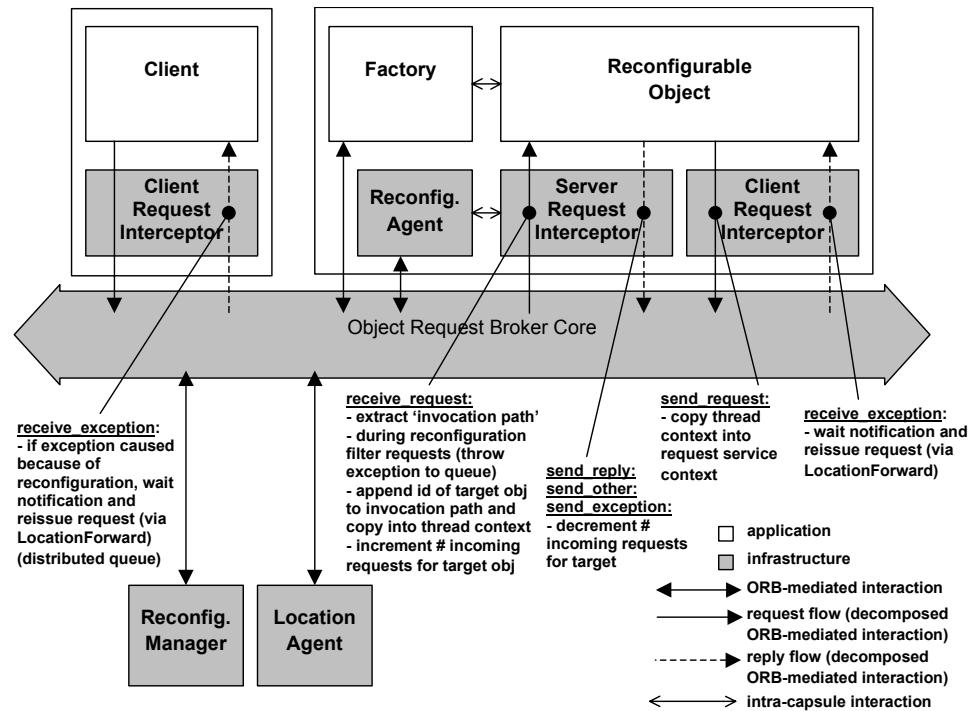 Client
Factory
Reconfigurable
Object
Client
Request
Interceptor
Reconfig.
Agent
Server
Request
Interceptor
Client
Request
Interceptor
Object Request Broker Core
receive_exception:
- if exception caused
because of
reconfiguration, wait
notification and
reissue request (via
LocationForward)
(distributed queue)
receive_request:
- extract ‘invocation path’
- during reconfiguration
filter requests (throw
exception to queue)
- append id of target obj
to invocation path and
copy into thread context
- increment # incoming
requests for target obj
send_reply:
send_other:
send_exception:
- decrement #
incoming requests
for target
send_request:
- copy thread
context into
request service
context
receive_exception:
- wait notification and
reissue request (via
LocationForward)
Reconfig.
Manager
Location
Agent
application
infrastructure
ORB-mediated interaction
request flow (decomposed
ORB-mediated interaction)
reply flow (decomposed
ORB-mediated interaction)
intra-capsule interaction